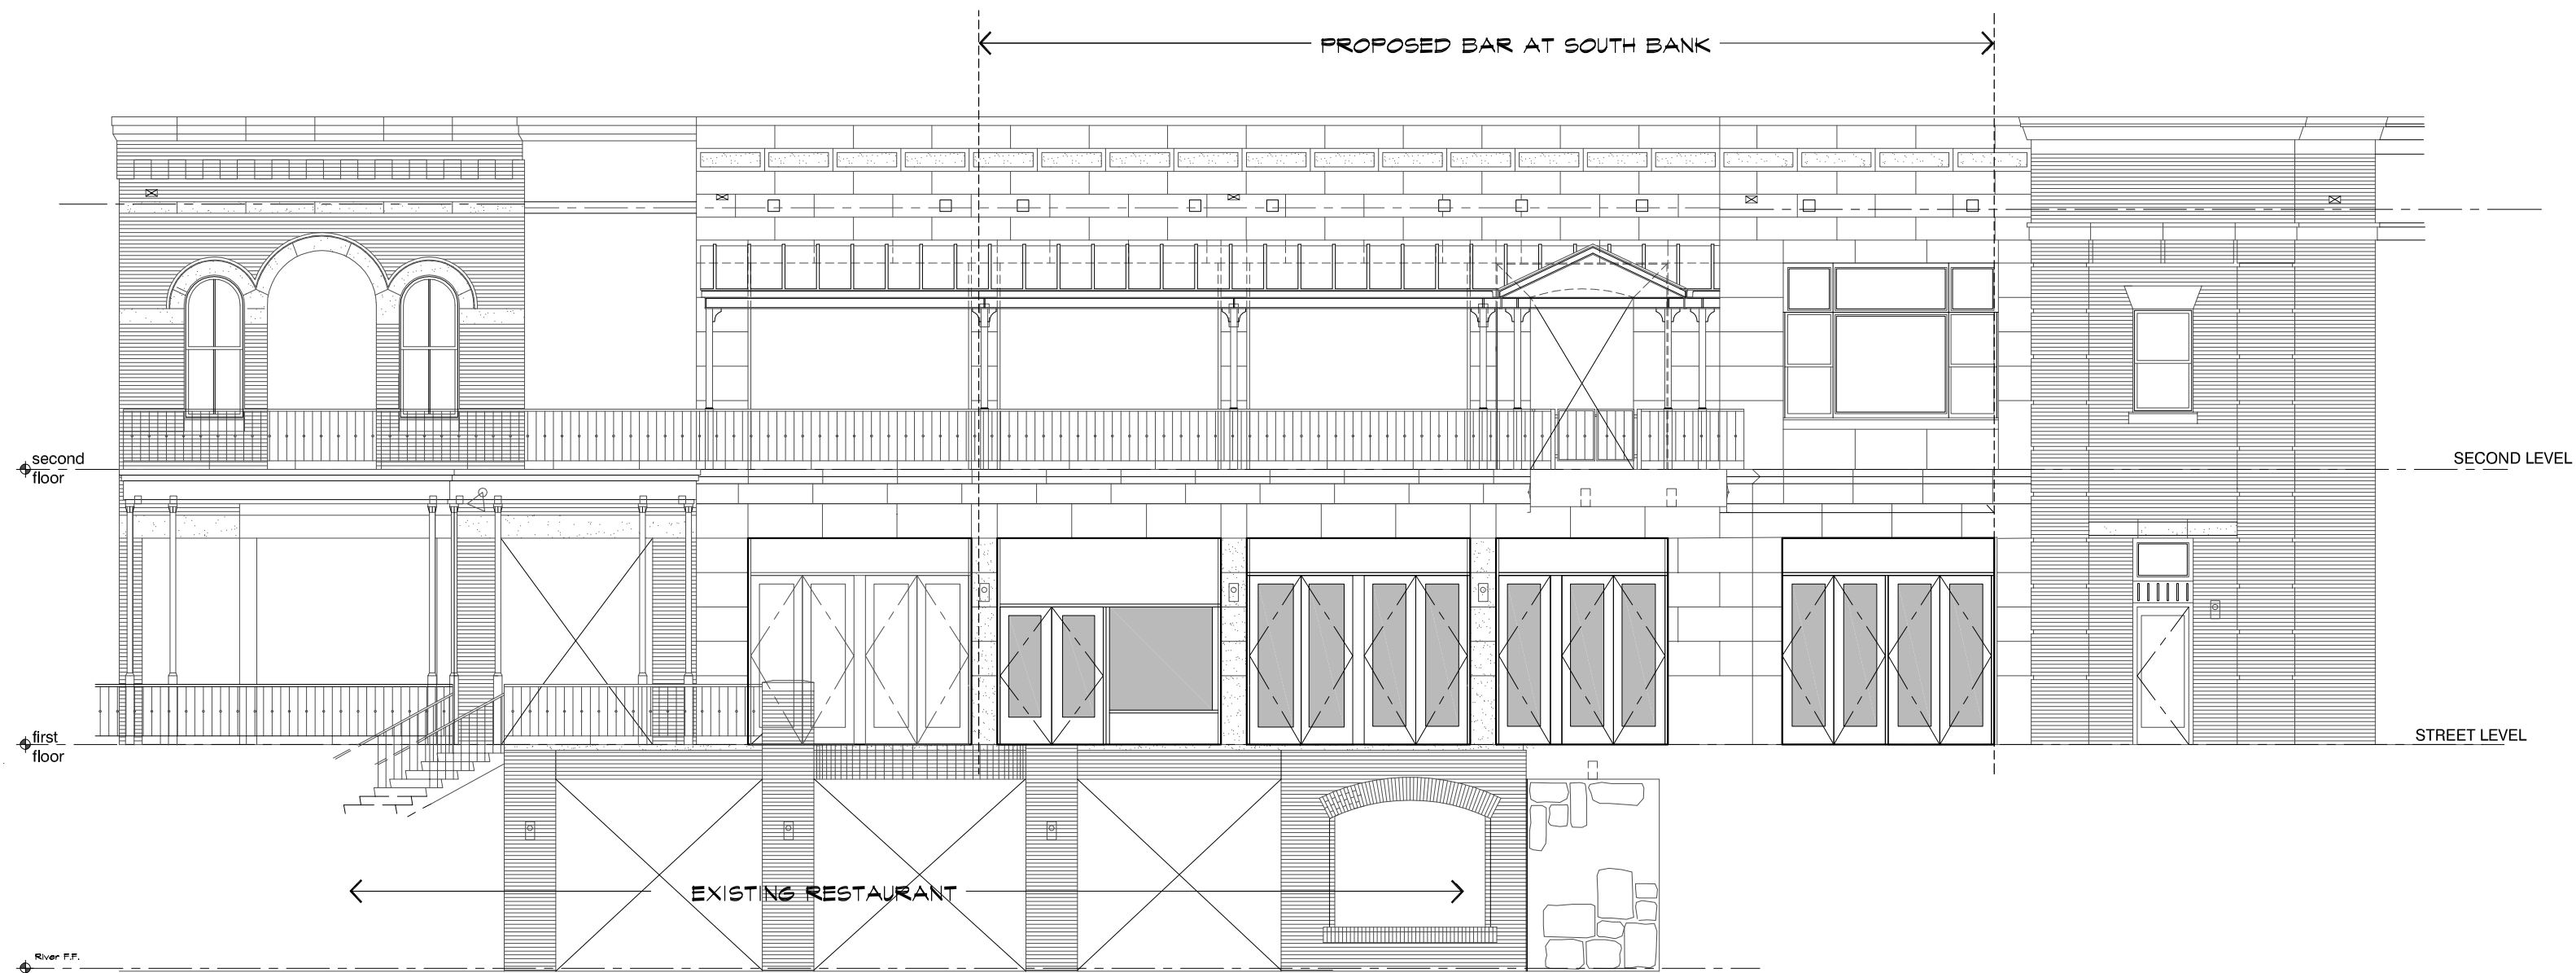 PROPOSED BAR AT SOUTH BANK
second
floor
SECOND LEVEL
first
floor
STREET LEVEL
EXISTING RESTAURANT
River F.F.